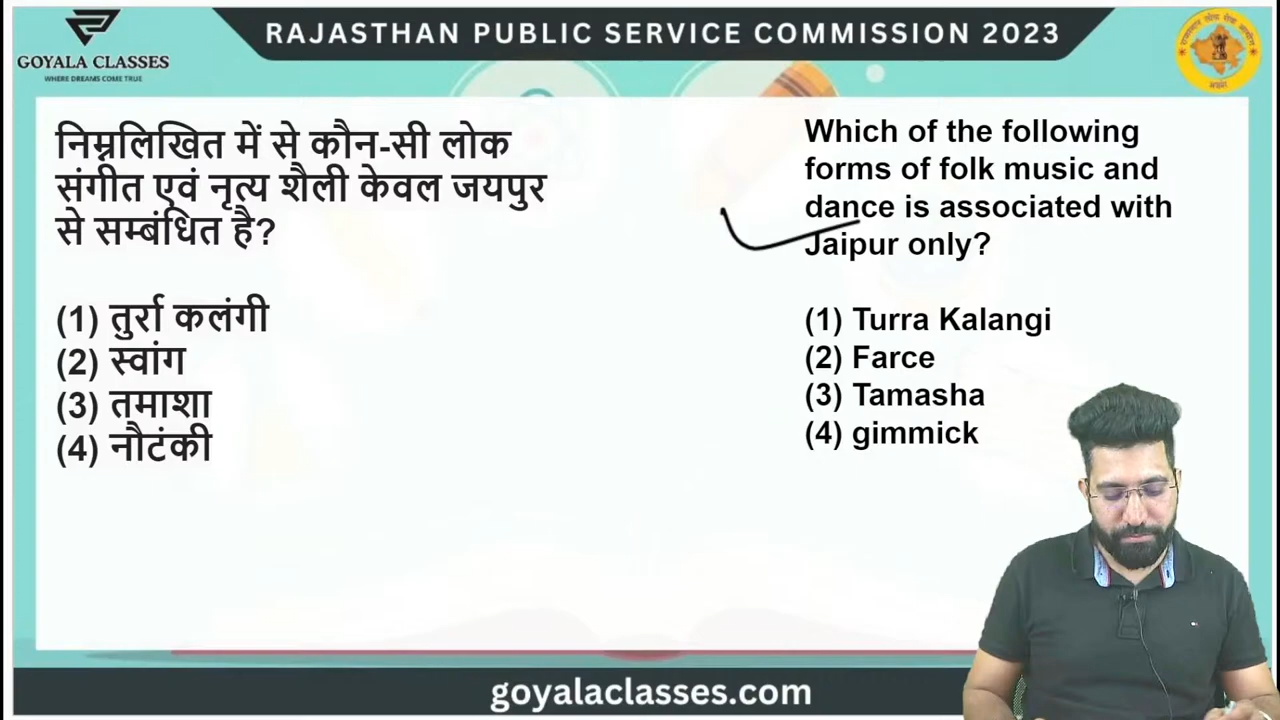 RAJASTHAN PUBLIC SERVICE COMMISSION 2023
GOYALA CLASSES
WHERE DREAMS COME TRUE
निम्नलिखित में से कौन-सी लोक
संगीत एवं नृत्य शैली केवल जयपुर
से सम्बंधित है?
(1) तुर्रा कलंगी
(2) स्वांग
(3) तमाशा
(4) नौटंकी
Which of the following
forms of folk music and
dance is associated with
Jaipur only?
(1) Turra Kalangi
(2) Farce
(3) Tamasha
(4) gimmick
goyalaclasses.com